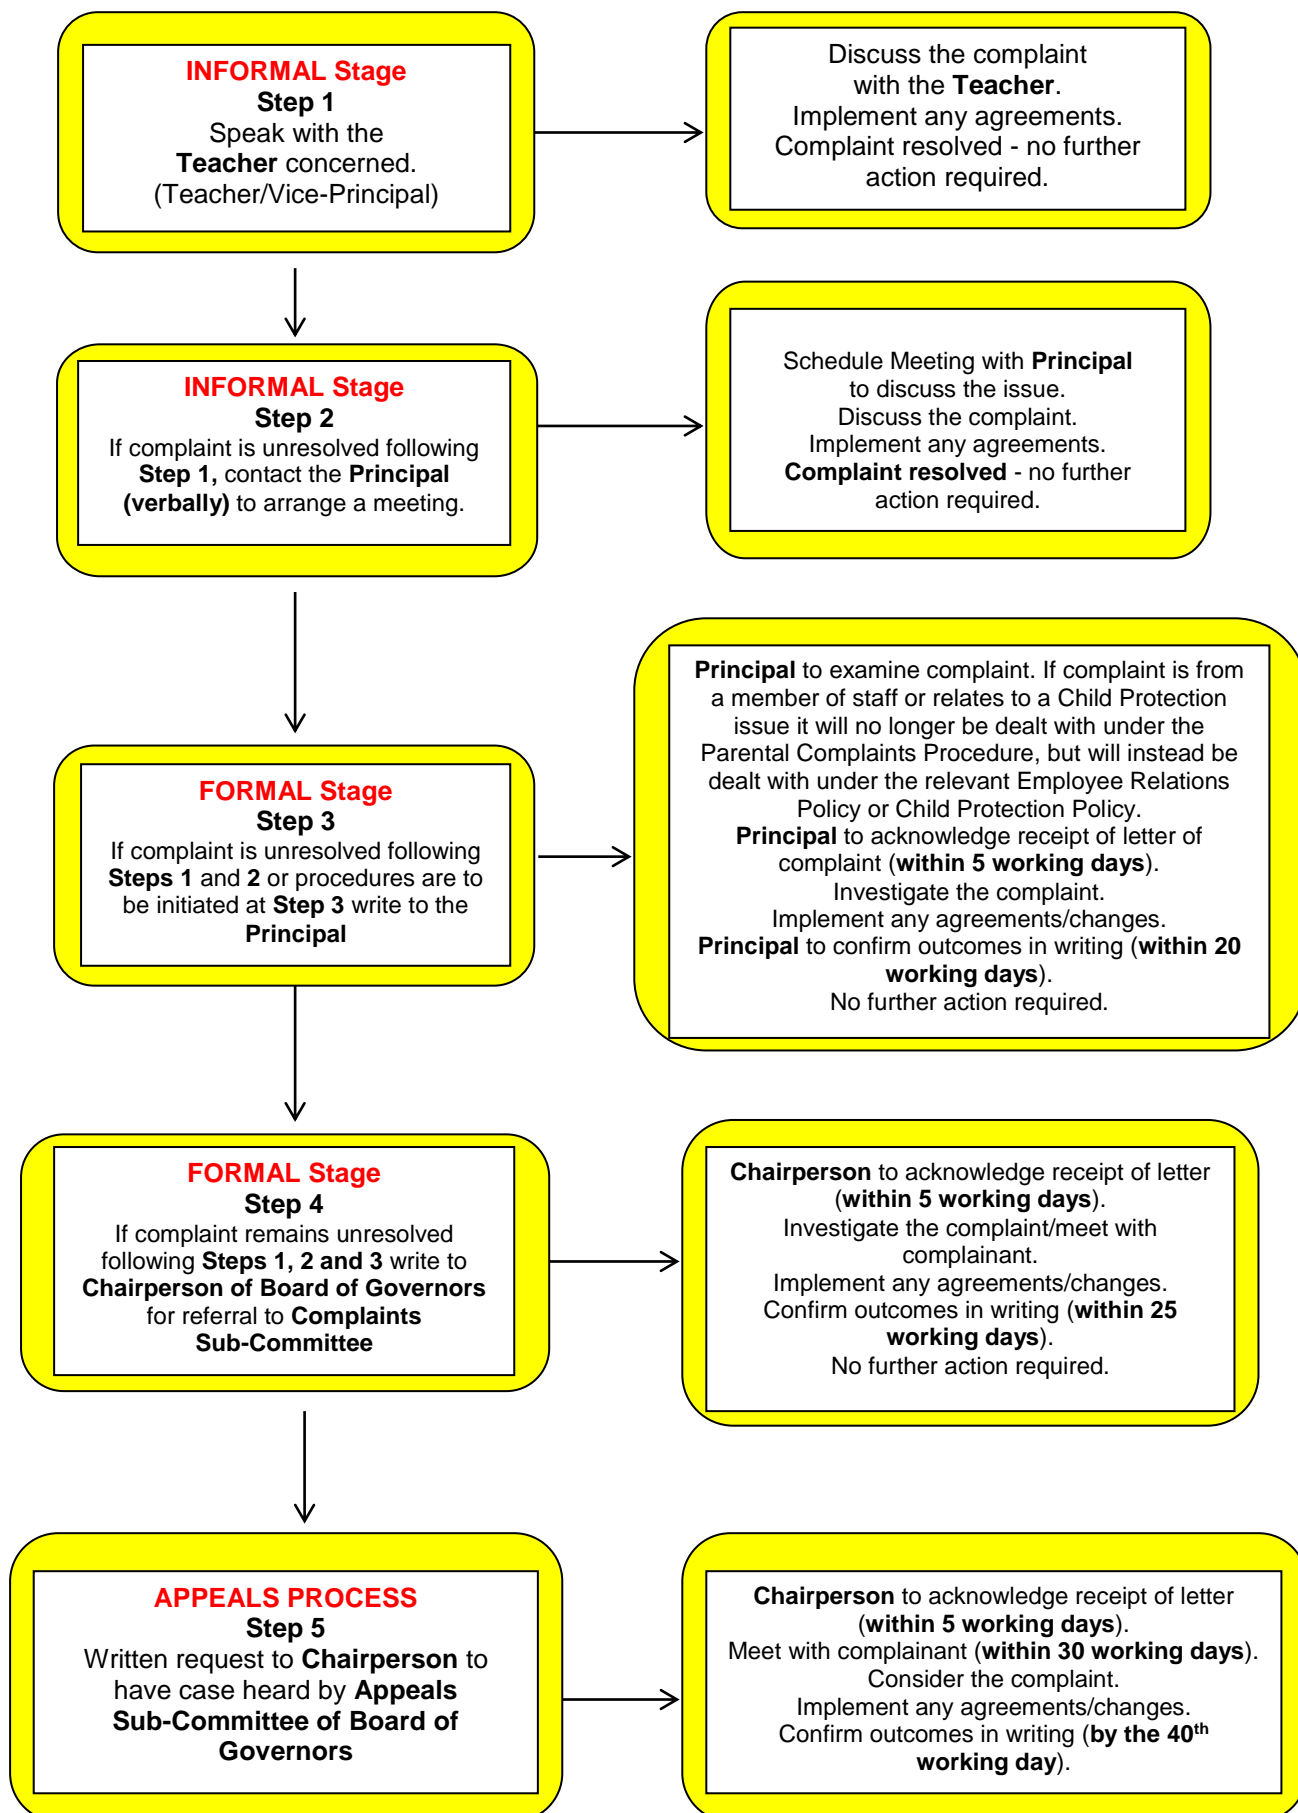 INFORMAL Stage
Step 1
Speak with the
Teacher concerned.
(Teacher/Vice-Principal)
Discuss the complaint
with the Teacher.
Implement any agreements.
Complaint resolved - no further
action required.
INFORMAL Stage
Step 2
If complaint is unresolved following
Step 1, contact the Principal
(verbally) to arrange a meeting.
Schedule Meeting with Principal
to discuss the issue.
Discuss the complaint.
Implement any agreements.
Complaint resolved - no further
action required.
FORMAL Stage
Step 3
If complaint is unresolved following
Steps 1 and 2 or procedures are to
be initiated at Step 3 write to the
Principal
Principal to examine complaint. If complaint is from
a member of staff or relates to a Child Protection
issue it will no longer be dealt with under the
Parental Complaints Procedure, but will instead be
dealt with under the relevant Employee Relations
Policy or Child Protection Policy.
Principal to acknowledge receipt of letter of
complaint (within 5 working days).
Investigate the complaint.
Implement any agreements/changes.
Principal to confirm outcomes in writing (within 20
working days).
No further action required.
FORMAL Stage
Step 4
If complaint remains unresolved
following Steps 1, 2 and 3 write to
Chairperson of Board of Governors
for referral to Complaints
Sub-Committee
Chairperson to acknowledge receipt of letter
(within 5 working days).
Investigate the complaint/meet with
complainant.
Implement any agreements/changes.
Confirm outcomes in writing (within 25
working days).
No further action required.
APPEALS PROCESS
Step 5
Written request to Chairperson to
have case heard by Appeals
Sub-Committee of Board of
Governors
Chairperson to acknowledge receipt of letter
(within 5 working days).
Meet with complainant (within 30 working days).
Consider the complaint.
Implement any agreements/changes.
Confirm outcomes in writing (by the 40th
working day).